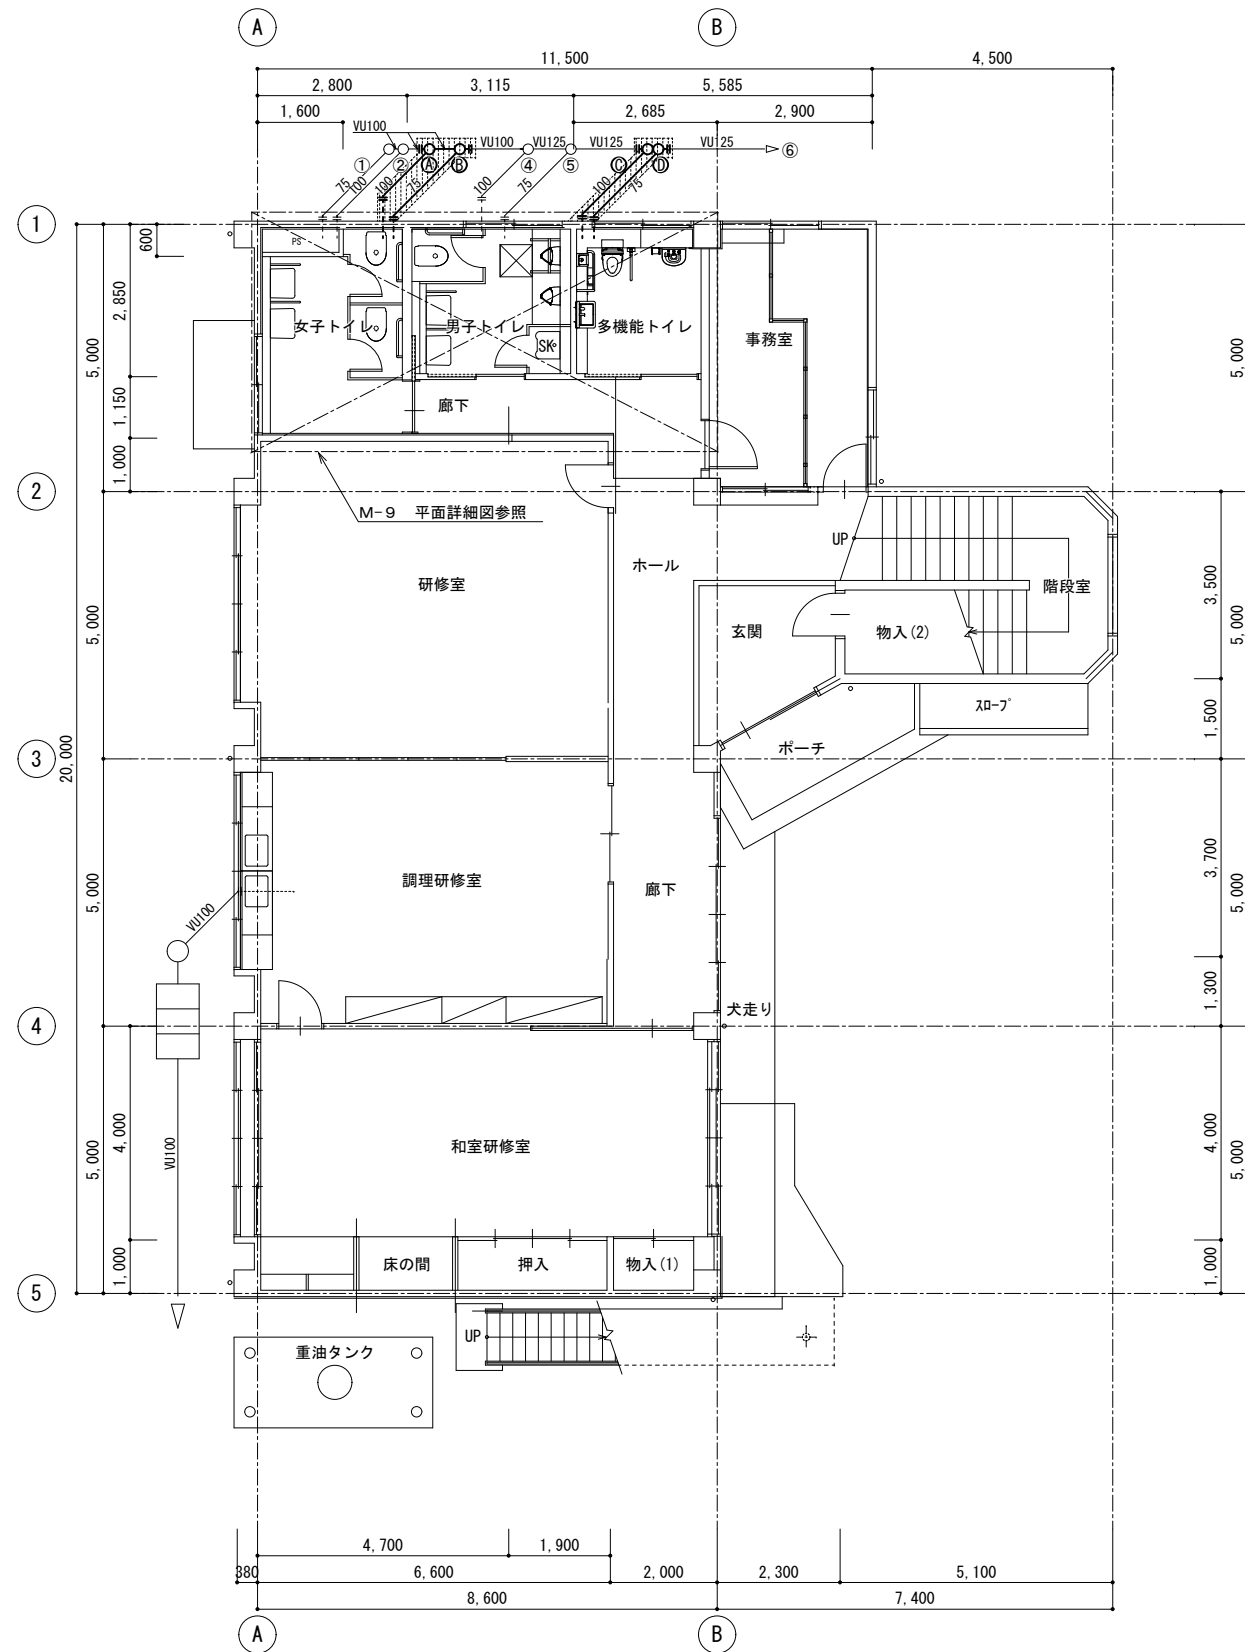 A
B
11,500
4,500
2,800
3,115
5,585
1,600
2,685
2,900
VU100
VU100
VU125
VU125
VU125
①
②
Ⓐ
Ⓑ
④
⑤
Ⓒ
Ⓓ
⑥
75
100
100
75
100
75
100
75
1
600
PS
2,850
5,000
5,000
女子トイレ
男子トイレ
多機能トイレ
事務室
SK
1,150
廊下
1,000
2
M-9 平面詳細図参照
UP
ホール
研修室
階段室
3,500
5,000
5,000
玄関
物入(2)
スロープ
1,500
ポーチ
3
20,000
調理研修室
廊下
3,700
5,000
5,000
VU100
1,300
犬走り
4
4,000
VU100
和室研修室
4,000
5,000
5,000
床の間
押入
物入(1)
1,000
1,000
5
UP
重油タンク
4,700
1,900
380
6,600
2,000
2,300
5,100
8,600
7,400
A
B